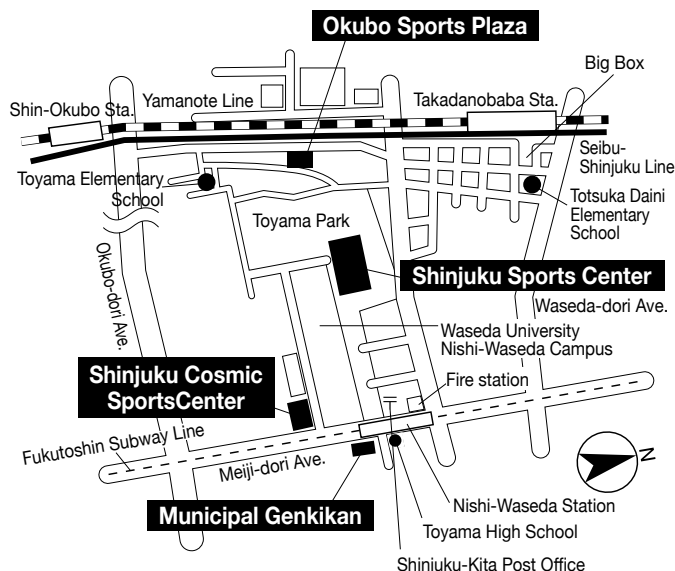 Okubo Sports Plaza
Big Box
Shin-Okubo Sta.
Yamanote Line
Takadanobaba Sta.
Seibu-
Shinjuku Line
Toyama Elementary
School
Totsuka Daini
Elementary
School
Toyama Park
Okubo-dori Ave.
Shinjuku Sports Center
Waseda-dori Ave.
Waseda University
Nishi-Waseda Campus
Shinjuku Cosmic
SportsCenter
Fire station
Fukutoshin Subway Line
Meiji-dori Ave.
N
Nishi-Waseda Station
Municipal Genkikan
Toyama High School
Shinjuku-Kita Post Office